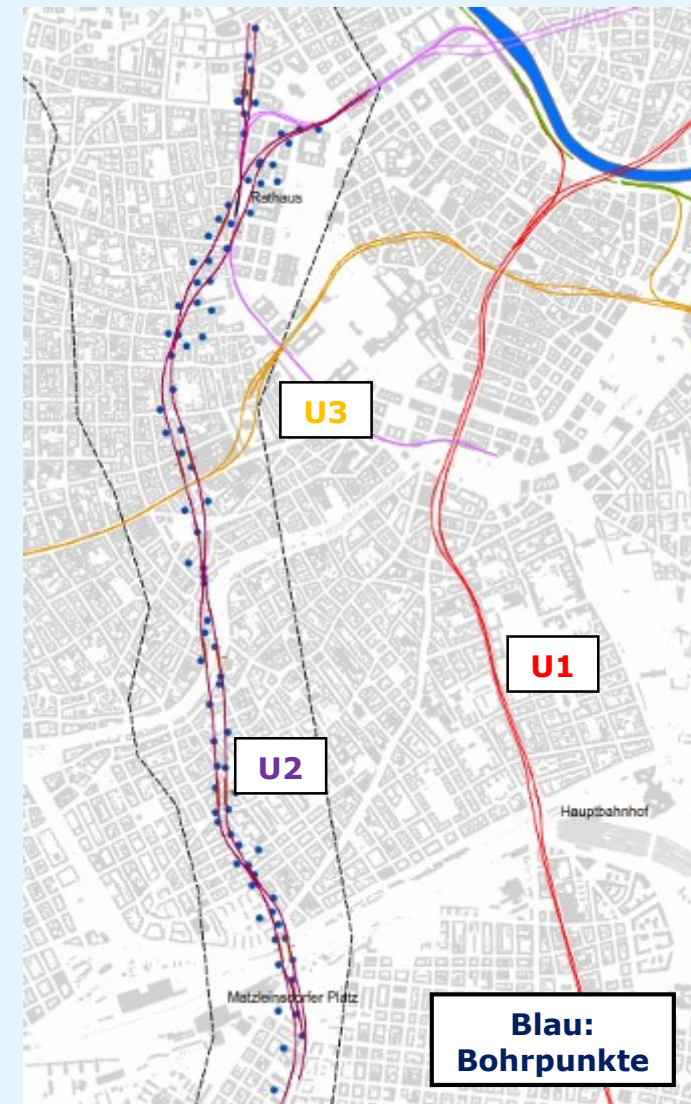 Rathaus
U3
U1
U2
Hauptbahnhof
Matzleinsdorfer Platz
Blau:
Bohrpunkte